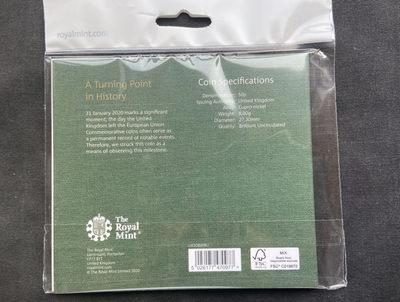 royalmint.com
A Turning Point
in History
31 January 2020 marks a significant
moment; the day the United
Kingdom left the European Union.
Commemorative coins often serve as
a permanent record of notable events.
Therefore, we struck this coin as a
means of observing this milestone.
Coin Specifications
Denomination: 50p
Issuing Authority: United Kingdom
Alloy: Cupro-nickel
Weight: 8.00g
Diameter: 27.30mm
Quality: Brilliant Uncirculated
The
Royal
Mint®
The Royal Mint
Llantrisant, Pontyclun
CF72 8YT
United Kingdom
royalmint.com
© The Royal Mint Limited 2020
5 026177 470977 >
FSC
MIX